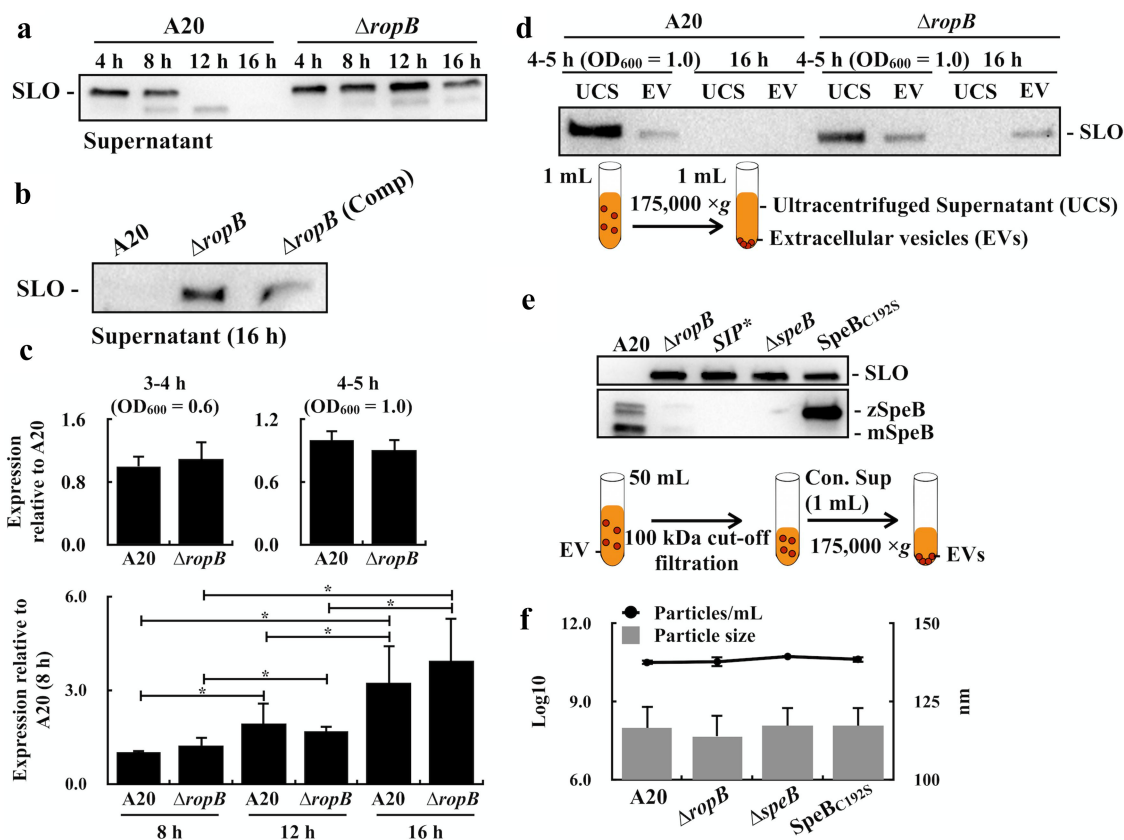 a
A20 ΔropB
4 h 8 h 12 h 16 h 4 h 8 h 12 h 16 h
SLO -
Supernatant
b
A20 ΔropB ΔropB (Comp)
SLO -
Supernatant (16 h)
c
3-4 h
(OD600 = 0.6)
4-5 h
(OD600 = 1.0)
Expression
relative to A20
1.6
0.8
0.0
A20 ΔropB
1.2
0.6
0.0
A20 ΔropB
Expression relative to
A20 (8 h)
6.0
3.0
0.0
* * * * * *
A20 ΔropB A20 ΔropB A20 ΔropB
8 h 12 h 16 h
d
A20 ΔropB
4-5 h (OD600 = 1.0) 16 h 4-5 h (OD600 = 1.0) 16 h
UCS EV UCS EV UCS EV UCS EV
- SLO
1 mL 1 mL
175,000 ×g
- Ultracentrifuged Supernatant (UCS)
- Extracellular vesicles (EVs)
e
A20 ΔropB SIP* ΔspeB SpeBC192S
- SLO
- zSpeB
- mSpeB
50 mL
EV -
100 kDa cut-off
filtration
Con. Sup
(1 mL)
175,000 ×g
- EVs
f
Particles/mL
Particle size
Log10
12.0
9.0
6.0
150
125
100
nm
A20 ΔropB ΔspeB SpeBC192S